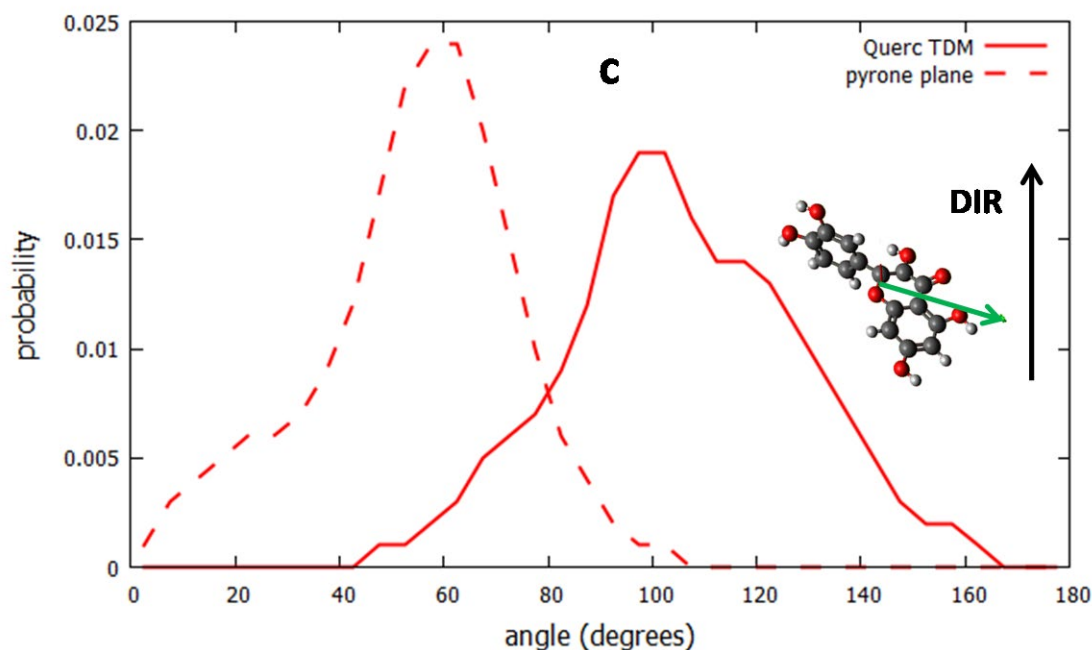 0.025
Querc TDM
C
pyrone plane
0.02
DIR
0.015
probability
0.01
0.005
0
0 20 40 60 80 100 120 140 160 180
angle (degrees)